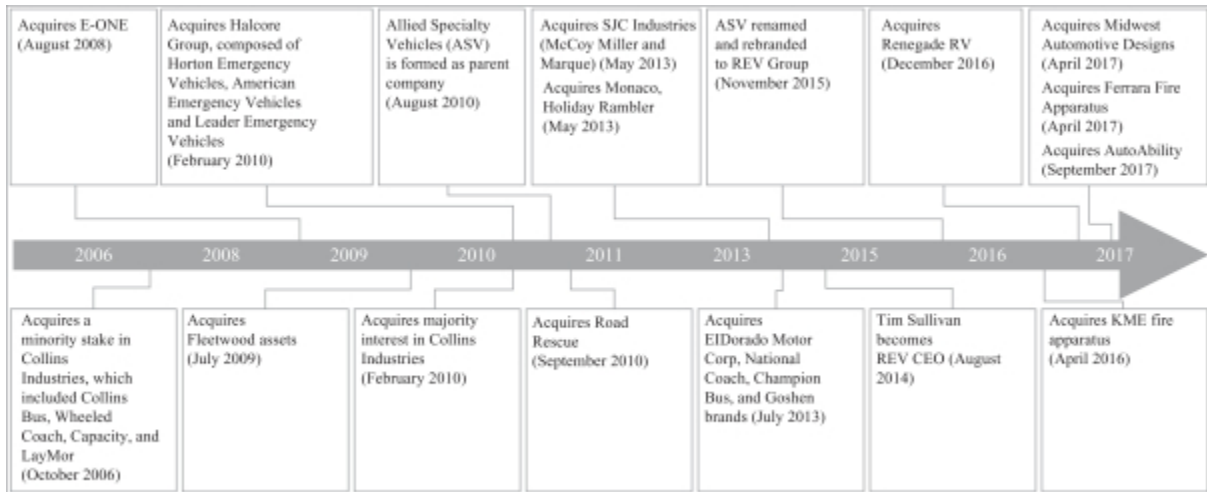 Acquires E-ONE
(August 2008)
Acquires Halcore
Group, composed of
Horton Emergency
Vehicles, American
Emergency Vehicles
and Leader Emergency
Vehicles
(February 2010)
Allied Specialty
Vehicles (ASV)
is formed as parent
company
(August 2010)
Acquires SJC Industries
(McCoy Miller and
Marque) (May 2013)
Acquires Monaco,
Holiday Rambler
(May 2013)
ASV renamed
and rebranded
to REV Group
(November 2015)
Acquires
Renegade RV
(December 2016)
Acquires Midwest
Automotive Designs
(April 2017)
Acquires Ferrara Fire
Apparatus
(April 2017)
Acquires AutoAbility
(September 2017)
2006 2008 2009 2010 2011 2013 2015 2016 2017
Acquires a
minority stake in
Collins
Industries, which
included Collins
Bus, Wheeled
Coach, Capacity, and
LayMor
(October 2006)
Acquires
Fleetwood assets
(July 2009)
Acquires majority
interest in Collins
Industries
(February 2010)
Acquires Road
Rescue
(September 2010)
Acquires
ElDorado Motor
Corp, National
Coach, Champion
Bus, and Goshen
brands (July 2013)
Tim Sullivan
becomes
REV CEO (August
2014)
Acquires KME fire
apparatus
(April 2016)